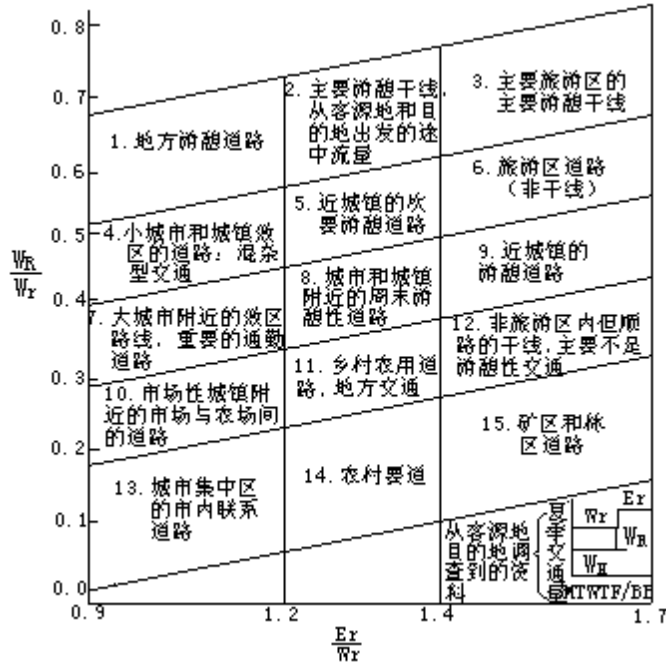 0.8
0.7
0.6
0.5
0.4
0.3
0.2
0.1
0.0
W_R
Wr
0.9
1.2
1.4
1.7
Er
Wr
1. 地方游憩道路
2. 主要游憩干线,
从客源地和目
的地出发的途
中流量
3. 主要旅游区的
主要游憩干线
4.小城市和城镇效
区的道路；混杂
型交通
5. 近城镇的次
要游憩道路
6. 旅游区道路
（非干线）
7. 大城市附近的效区
路线，重要的通勤
道路
8. 城市和城镇
附近的周末游
憩性道路
9. 近城镇的
游憩道路
10. 市场性城镇附
近的市场与农场间
的道路
11. 乡村农用道
路,地方交通
12. 非旅游区内但顺
路的干线,主要不足
游憩性交通
13. 城市集中区
的市内联系
道路
14. 农村要道
15. 矿区和林
区道路
从客源地
目的地调
查到的资
料
夏季交通量
Er
Wr
W_R
W_H
MTWTF/BE